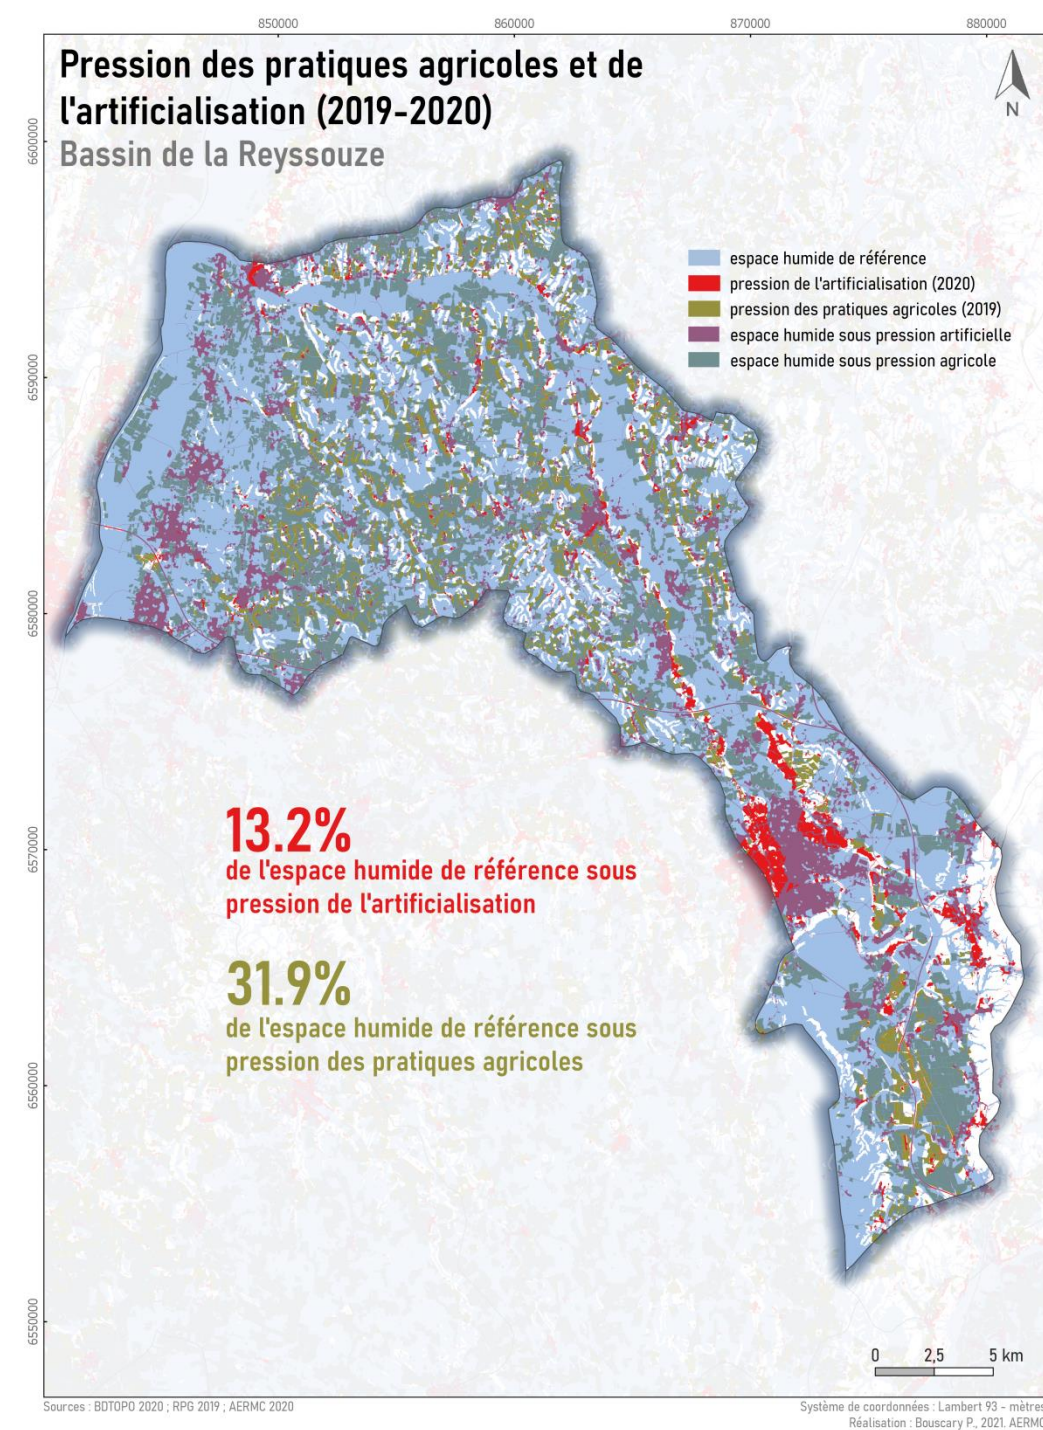 850000
860000
870000
880000
Pression des pratiques agricoles et de
l'artificialisation (2019-2020)
Bassin de la Reyssouze
N
6600000
espace humide de référence
pression de l'artificialisation (2020)
pression des pratiques agricoles (2019)
espace humide sous pression artificielle
espace humide sous pression agricole
6590000
6580000
13.2%
de l'espace humide de référence sous
pression de l'artificialisation
6570000
31.9%
de l'espace humide de référence sous
pression des pratiques agricoles
6560000
6550000
0 2,5 5 km
Sources : BDTOPO 2020 ; RPG 2019 ; AERMC 2020
Système de coordonnées : Lambert 93 - mètres
Réalisation : Bouscary P., 2021. AERMC